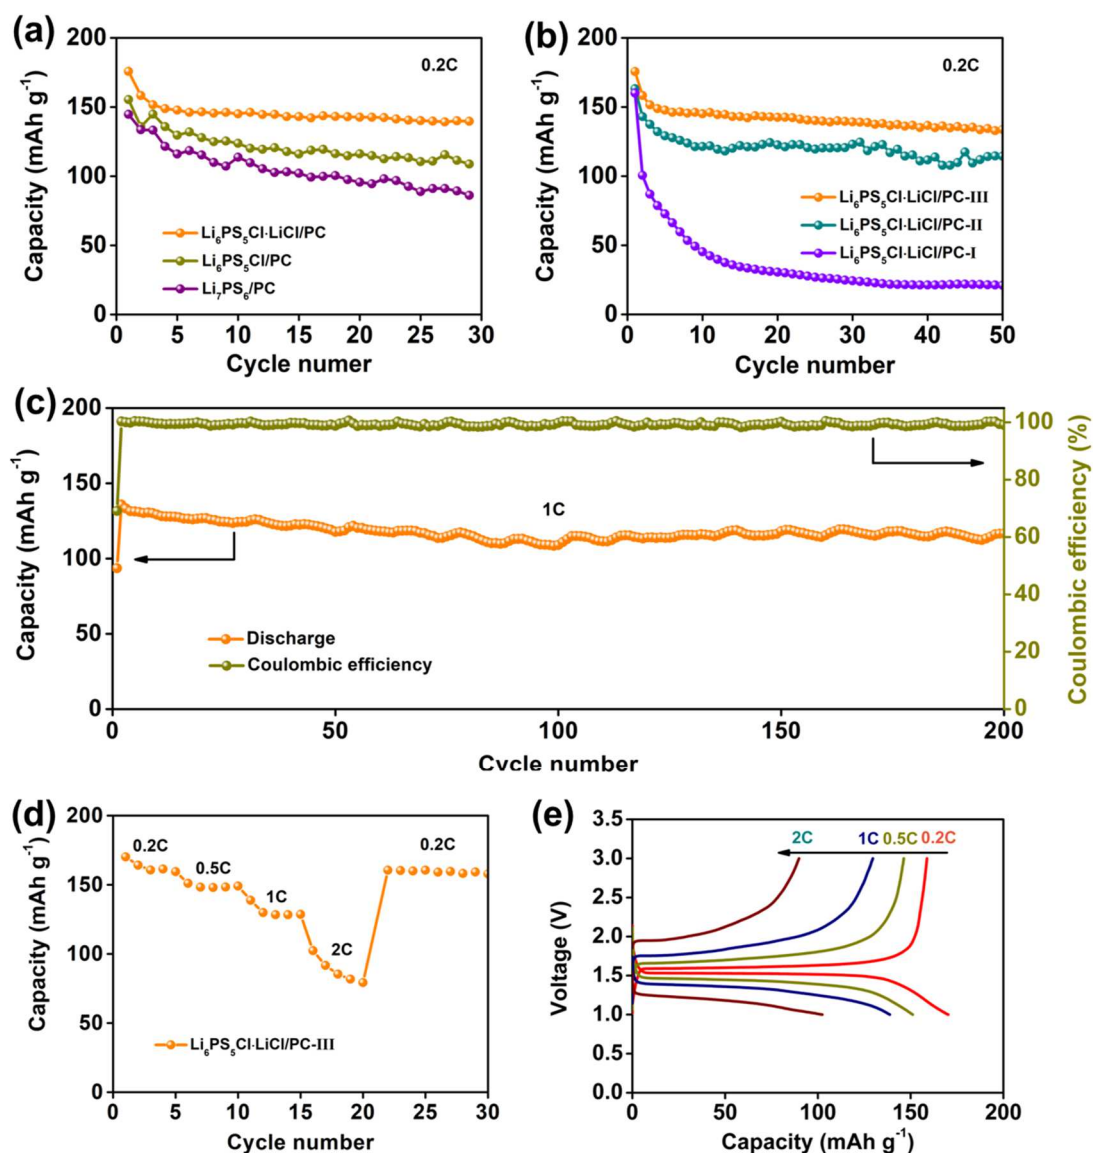 (a)
200
150
100
50
0
Capacity (mAh g⁻¹)
0.2C
Li₆PS₅Cl·LiCl/PC
Li₆PS₅Cl/PC
Li₇PS₆/PC
0 5 10 15 20 25 30
Cycle numer
(b)
200
150
100
50
0
Capacity (mAh g⁻¹)
0.2C
Li₆PS₅Cl·LiCl/PC-III
Li₆PS₅Cl·LiCl/PC-II
Li₆PS₅Cl·LiCl/PC-I
0 10 20 30 40 50
Cycle number
(c)
200
150
100
50
0
Capacity (mAh g⁻¹)
1C
Discharge
Coulombic efficiency
100
80
60
40
20
0
Coulombic efficiency (%)
0 50 100 150 200
Cycle number
(d)
200
150
100
50
0
Capacity (mAh g⁻¹)
0.2C
0.5C
1C
2C
0.2C
Li₆PS₅Cl·LiCl/PC-III
0 5 10 15 20 25 30
Cycle number
(e)
3.5
3.0
2.5
2.0
1.5
1.0
0.5
0.0
Voltage (V)
2C 1C 0.5C 0.2C
0 50 100 150 200
Capacity (mAh g⁻¹)